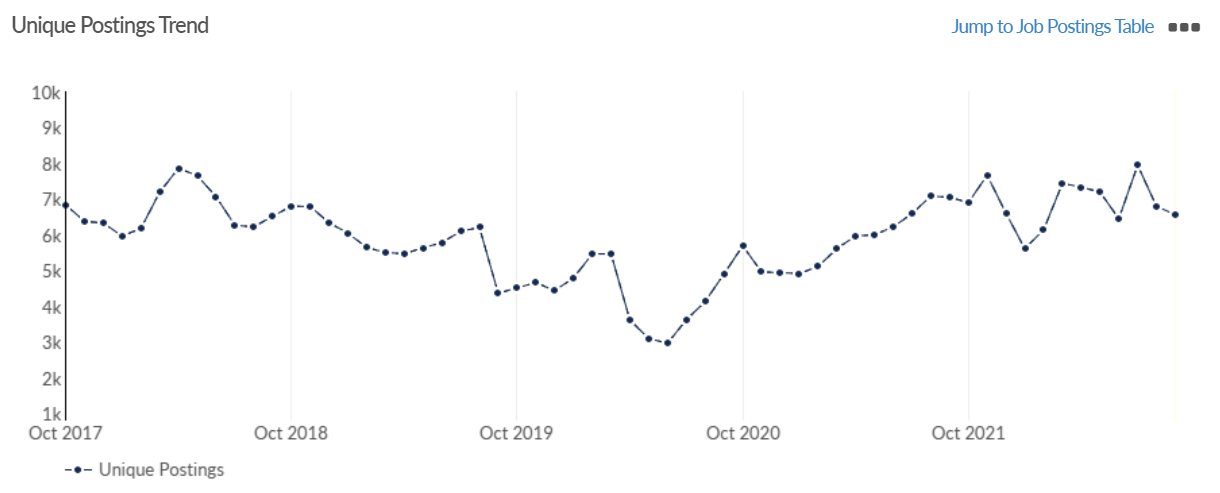 Unique Postings Trend
Jump to Job Postings Table
10k
9k
8k
7k
6k
5k
4k
3k
2k
1k
Oct 2017 Oct 2018 Oct 2019 Oct 2020 Oct 2021
Unique Postings